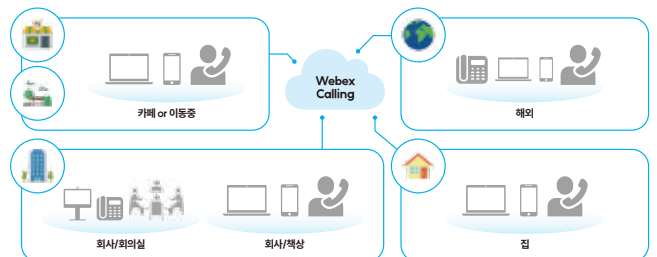 Webex
Calling
카페 or 이동중
해외
회사/회의실
회사/책상
집